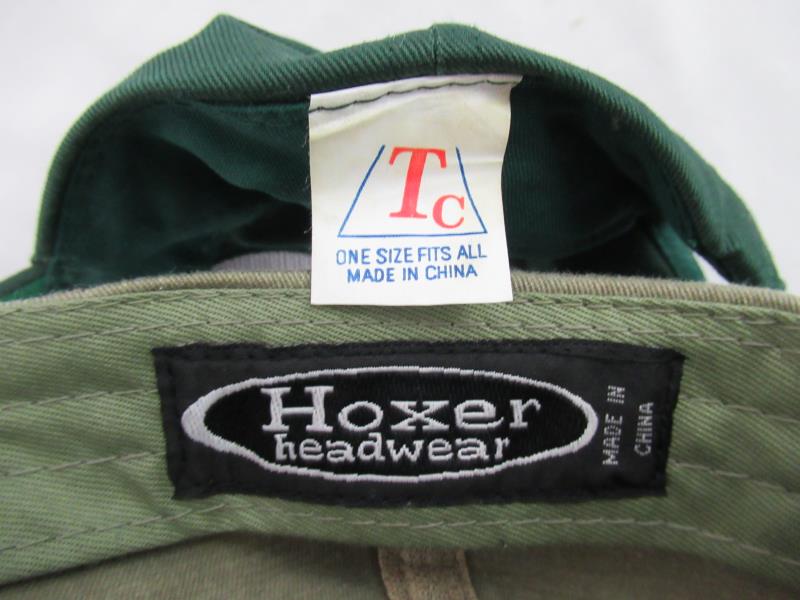 TC
ONE SIZE FITS ALL
MADE IN CHINA
Hoxer
headwear
MADE IN
CHINA